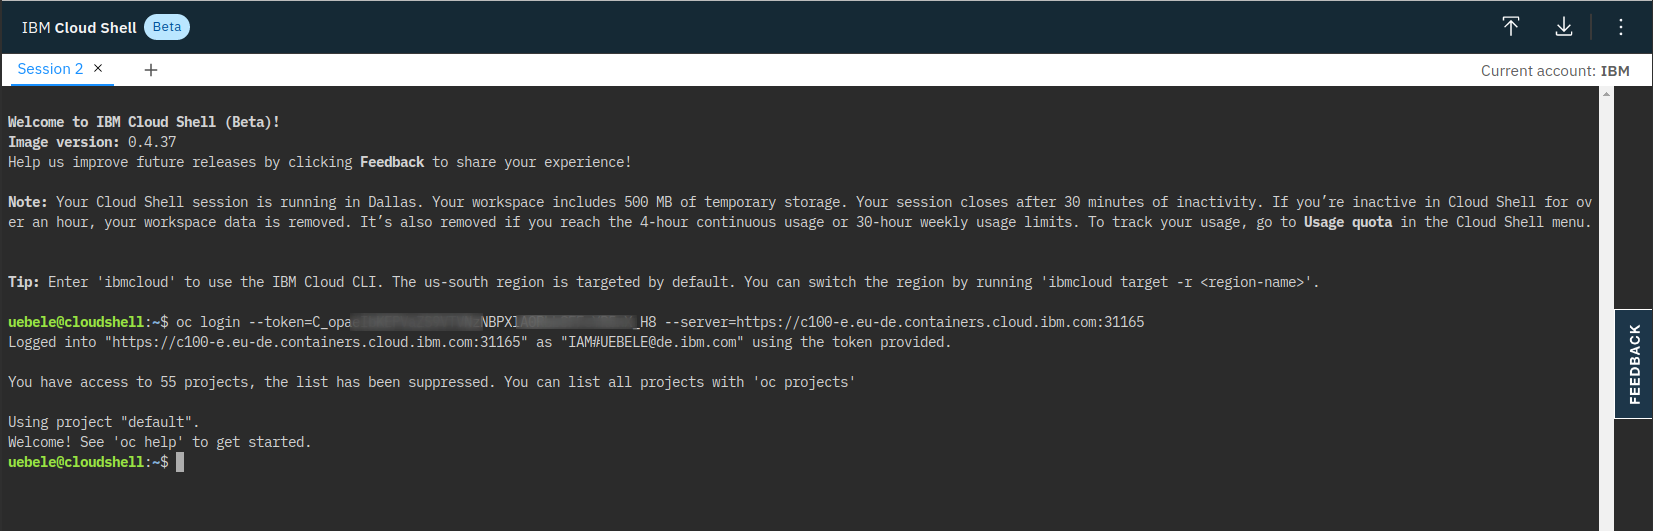 IBM Cloud Shell Beta
Session 2 × +
Current account: IBM
Welcome to IBM Cloud Shell (Beta)!
Image version: 0.4.37
Help us improve future releases by clicking Feedback to share your experience!
Note: Your Cloud Shell session is running in Dallas. Your workspace includes 500 MB of temporary storage. Your session closes after 30 minutes of inactivity. If you’re inactive in Cloud Shell for ov
er an hour, your workspace data is removed. It’s also removed if you reach the 4-hour continuous usage or 30-hour weekly usage limits. To track your usage, go to Usage quota in the Cloud Shell menu.
Tip: Enter 'ibmcloud' to use the IBM Cloud CLI. The us-south region is targeted by default. You can switch the region by running 'ibmcloud target -r <region-name>'.
uebele@cloudshell:~$ oc login --token=C_opa NBPX _H8 --server=https://c100-e.eu-de.containers.cloud.ibm.com:31165
Logged into "https://c100-e.eu-de.containers.cloud.ibm.com:31165" as "IAM#UEBELE@de.ibm.com" using the token provided.
You have access to 55 projects, the list has been suppressed. You can list all projects with 'oc projects'
Using project "default".
Welcome! See 'oc help' to get started.
uebele@cloudshell:~$
FEEDBACK